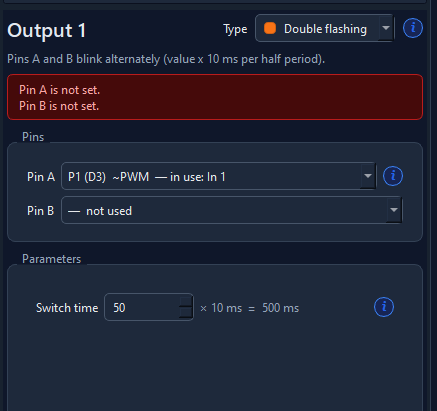 Output 1
Type
Double flashing
Pins A and B blink alternately (value x 10 ms per half period).
Pin A is not set.
Pin B is not set.
Pins
Pin A
P1 (D3) ~PWM — in use: In 1
Pin B
— not used
Parameters
Switch time
50
× 10 ms = 500 ms